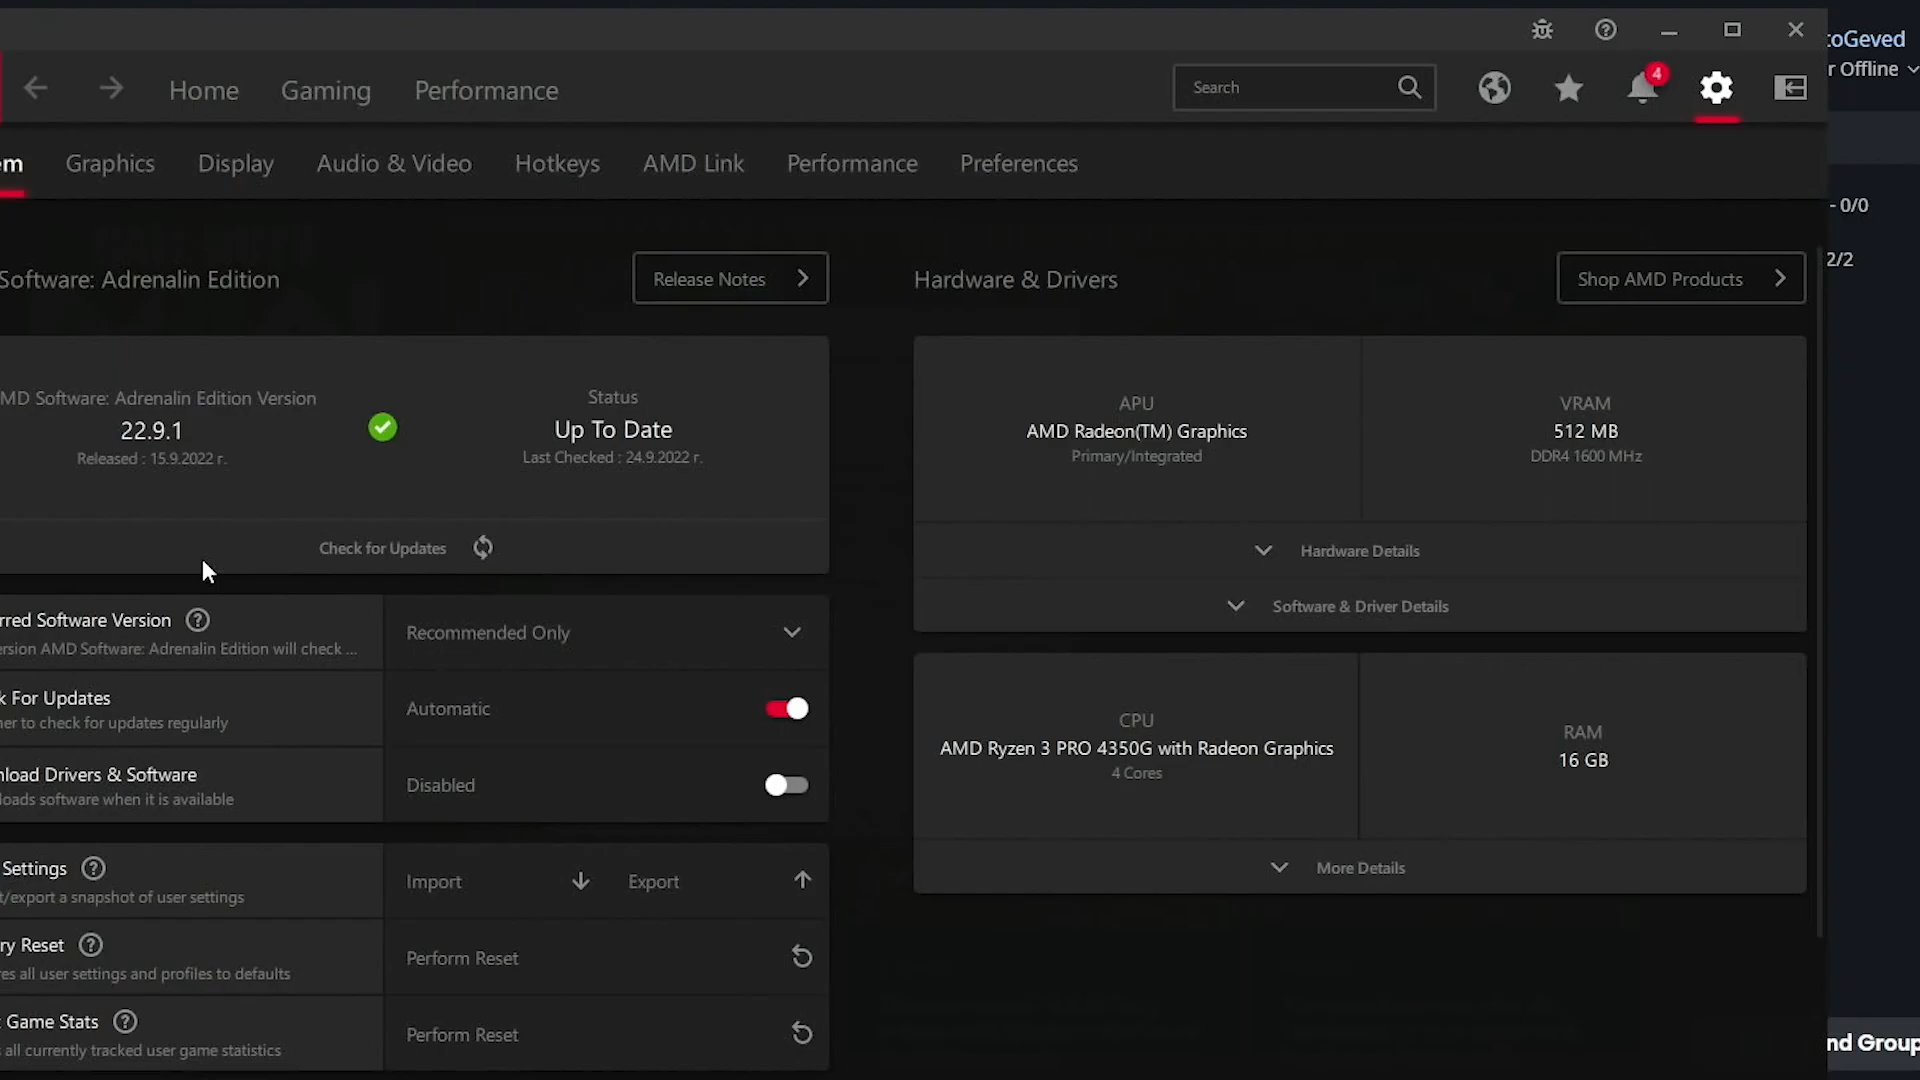 toGeved
r Offline
Home Gaming Performance
Search
4
em Graphics Display Audio & Video Hotkeys AMD Link Performance Preferences
- 0/0
2/2
Software: Adrenalin Edition
Release Notes
MD Software: Adrenalin Edition Version
22.9.1
Released : 15.9.2022 г.
Status
Up To Date
Last Checked : 24.9.2022 г.
Check for Updates
rred Software Version
ersion AMD Software: Adrenalin Edition will check ...
Recommended Only
k For Updates
her to check for updates regularly
Automatic
nload Drivers & Software
loads software when it is available
Disabled
Settings
t/export a snapshot of user settings
Import
Export
ry Reset
res all user settings and profiles to defaults
Perform Reset
t Game Stats
s all currently tracked user game statistics
Perform Reset
Hardware & Drivers
Shop AMD Products
APU
AMD Radeon(TM) Graphics
Primary/Integrated
VRAM
512 MB
DDR4 1600 MHz
Hardware Details
Software & Driver Details
CPU
AMD Ryzen 3 PRO 4350G with Radeon Graphics
4 Cores
RAM
16 GB
More Details
nd Group